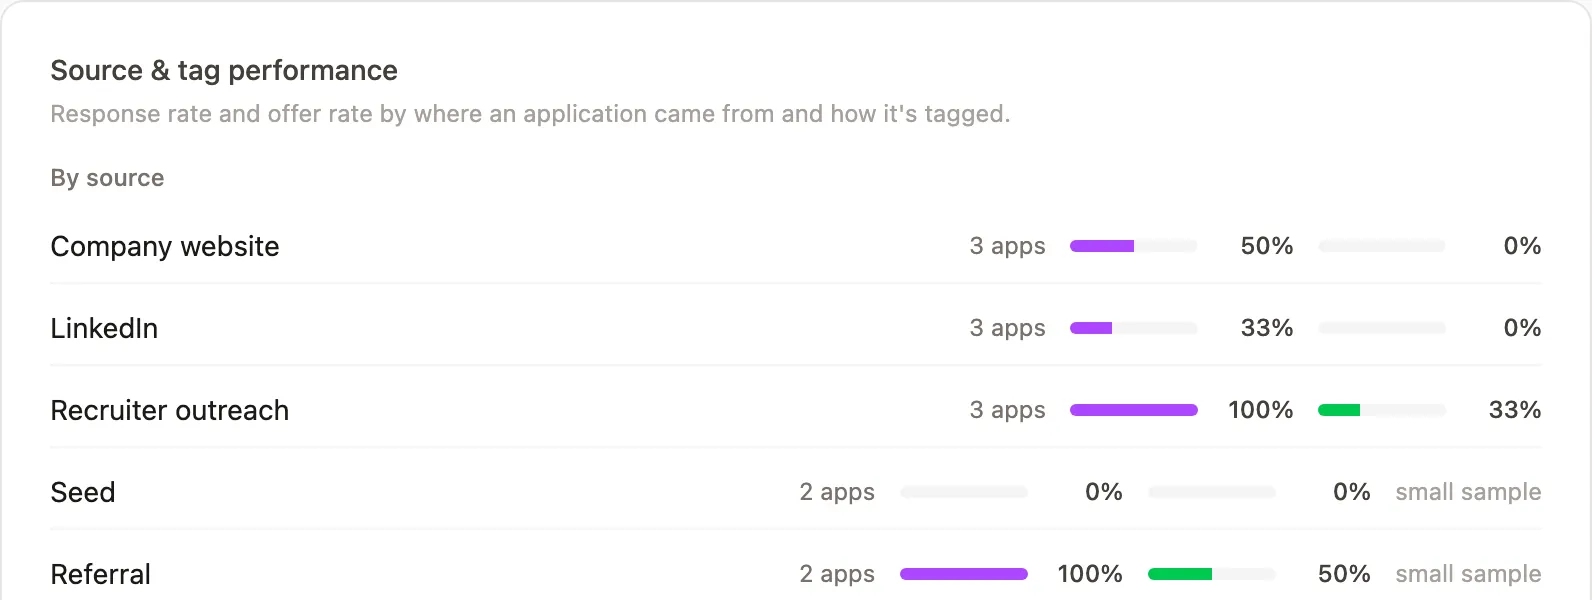 Source & tag performance
Response rate and offer rate by where an application came from and how it's tagged.
By source
Company website 3 apps 50% 0%
LinkedIn 3 apps 33% 0%
Recruiter outreach 3 apps 100% 33%
Seed 2 apps 0% 0% small sample
Referral 2 apps 100% 50% small sample